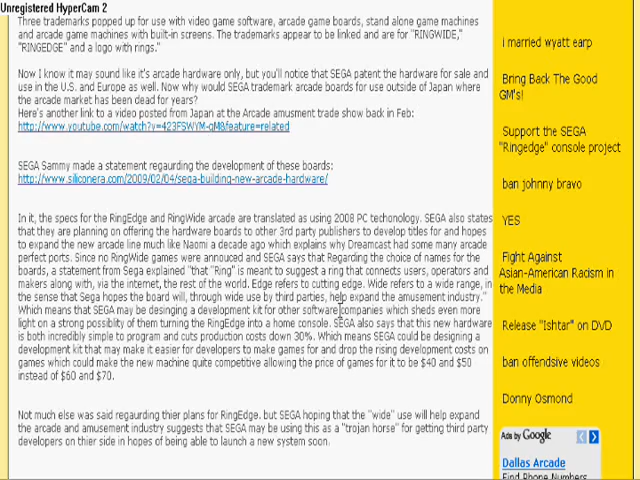 Unregistered HyperCam 2
Three trademarks popped up for use with video game software, arcade game boards, stand alone game machines
and arcade game machines with built-in screens. The trademarks appear to be linked and are for "RINGWIDE,"
"RINGEDGE" and a logo with rings."
Now I know it may sound like it's arcade hardware only, but you'll notice that SEGA patent the hardware for sale and
use in the U.S. and Europe as well. Now why would SEGA trademark arcade boards for use outside of Japan where
the arcade market has been dead for years?
Here's another link to a video posted from Japan at the Arcade amusment trade show back in Feb:
http://www.youtube.com/watch?v=423FSWYM-qM&feature=related
SEGA Sammy made a statement regaurding the development of these boards:
http://www.siliconera.com/2009/02/04/sega-building-new-arcade-hardware/
In it, the specs for the RingEdge and RingWide arcade are translated as using 2008 PC techonology. SEGA also states
that they are planning on offering the hardware boards to other 3rd party publishers to develop titles for and hopes
to expand the new arcade line much like Naomi a decade ago which explains why Dreamcast had some many arcade
perfect ports. Since no RingWide games were annouced and SEGA says that Regarding the choice of names for the
boards, a statement from Sega explained "that "Ring" is meant to suggest a ring that connects users, operators and
makers along with, via the internet, the rest of the world. Edge refers to cutting edge. Wide refers to a wide range, in
the sense that Sega hopes the board will, through wide use by third parties, help expand the amusement industry."
Which means that SEGA may be desinging a development kit for other software companies which sheds even more
light on a strong possiblity of them turning the RingEdge into a home console. SEGA also says that this new hardware
is both incredibly simple to program and cuts production costs down 30%. Which means SEGA could be designing a
development kit that may make it easier for developers to make games for and drop the rising development costs on
games which could make the new machine quite competitive allowing the price of games for it to be $40 and $50
instead of $60 and $70.
Not much else was said regaurding thier plans for RingEdge. but SEGA hoping that the "wide" use will help expand
the arcade and amusement industry suggests that SEGA may be using this as a "trojan horse" for getting third party
developers on thier side in hopes of being able to launch a new system soon.
i married wyatt earp
Bring Back The Good
GM's!
Support the SEGA
"Ringedge" console project
ban johnny bravo
YES
Fight Against
Asian-American Racism in
the Media
Release "Ishtar" on DVD
ban offensive videos
Donny Osmond
Ads by Google
Dallas Arcade
Find Phone Numbers